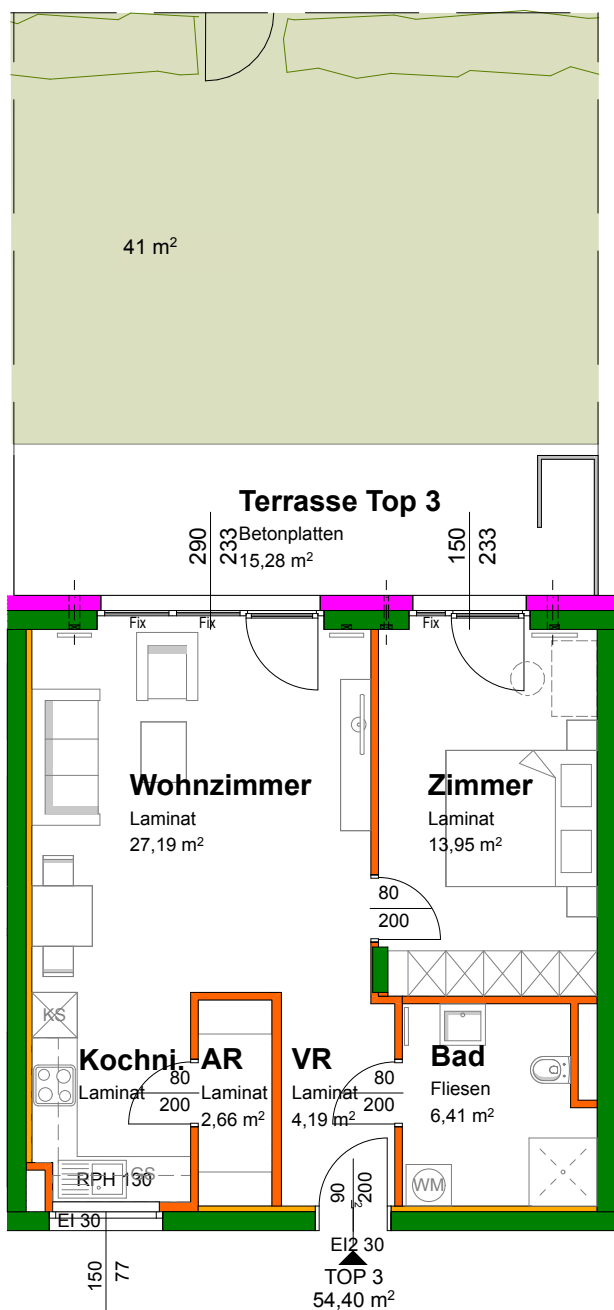 41 m²
Terrasse Top 3
Betonplatten
15,28 m²
290
233
150
233
Fix
Fix
Fix
Wohnzimmer
Laminat
27,19 m²
Zimmer
Laminat
13,95 m²
80
200
KS
Kochni.
Laminat
AR
Laminat
2,66 m²
80
200
VR
Laminat
4,19 m²
80
200
Bad
Fliesen
6,41 m²
GS
RPH 130
WM
EI 30
90
200
EI2 30
150
77
TOP 3
54,40 m²